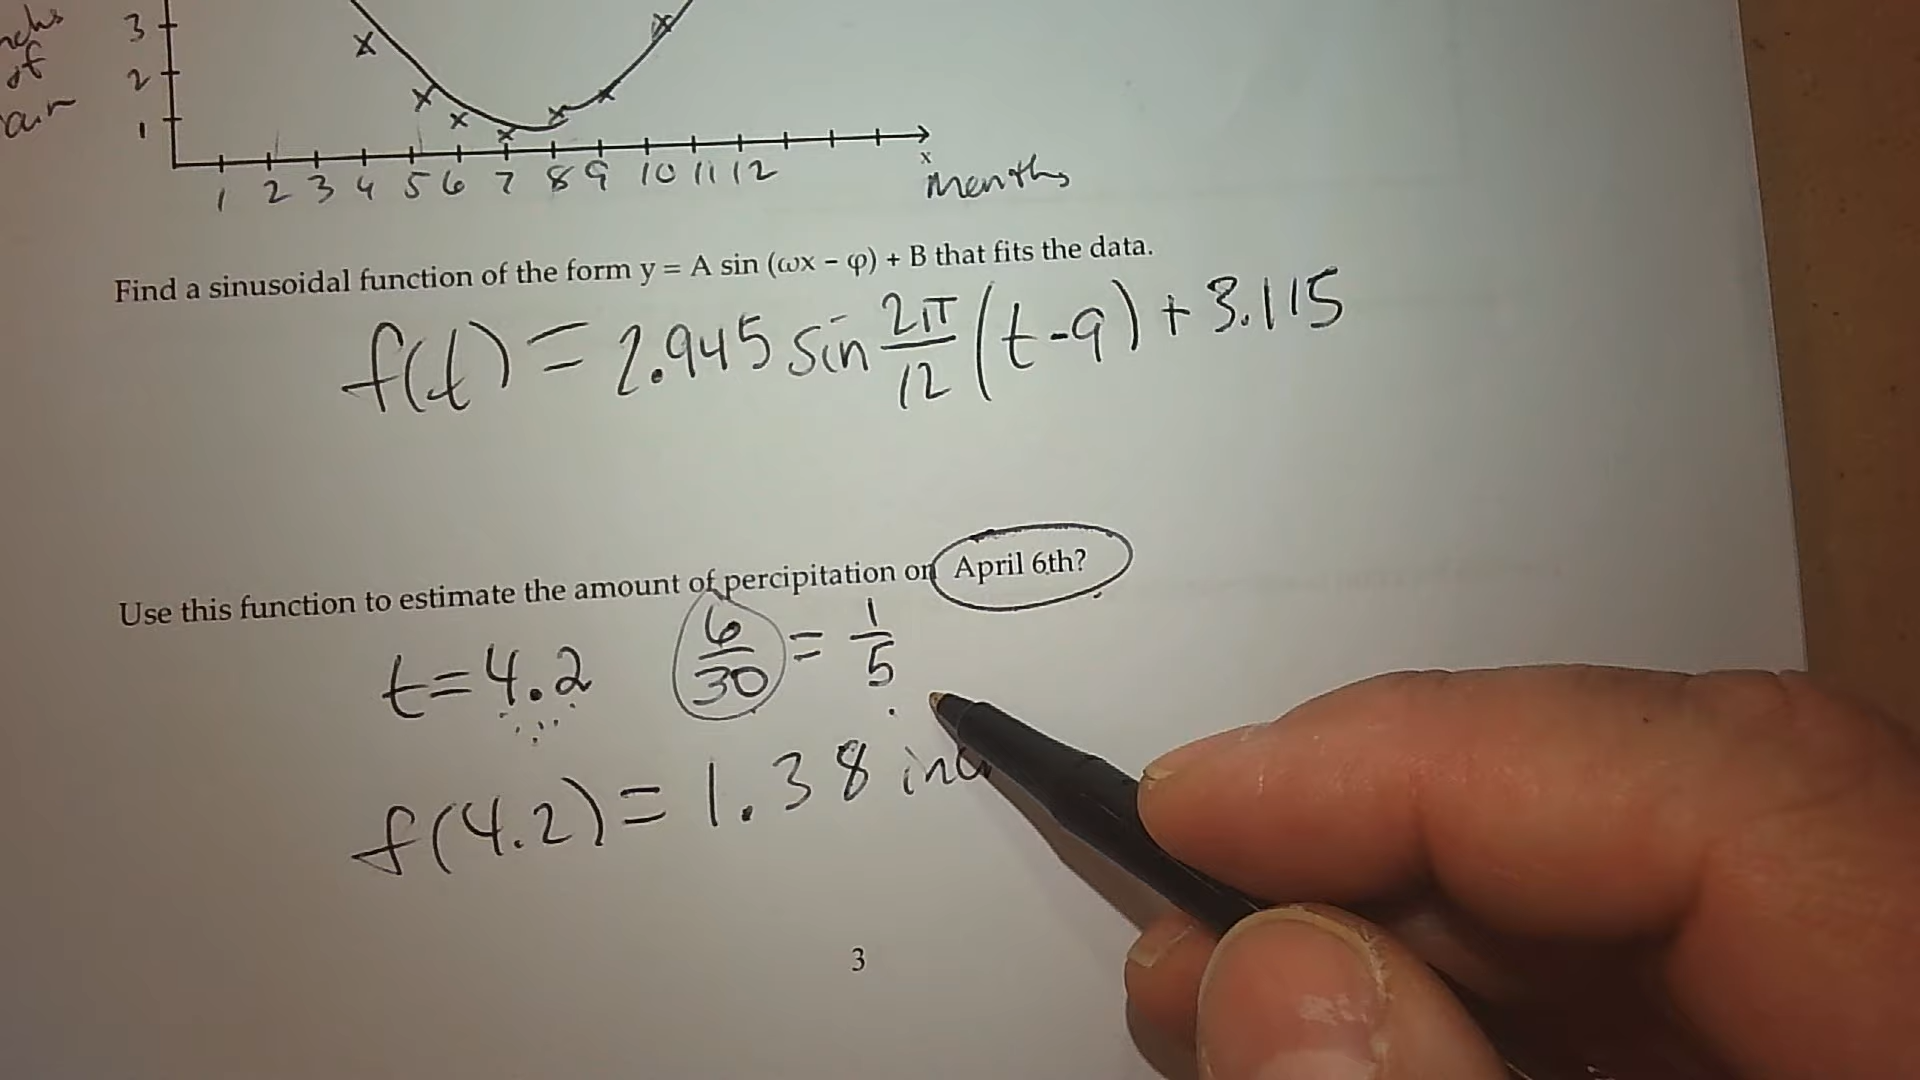 of
3
2
1
1 2 3 4 5 6 7 8 9 10 11 12
x
months
Find a sinusoidal function of the form y = A sin (ωx − φ) + B that fits the data.
f(t) = 2.945 sin 2π/12 (t-9) + 3.115
Use this function to estimate the amount of percipitation on April 6th?
t=4.2 6/30 = 1/5
f(4.2) = 1.38
3